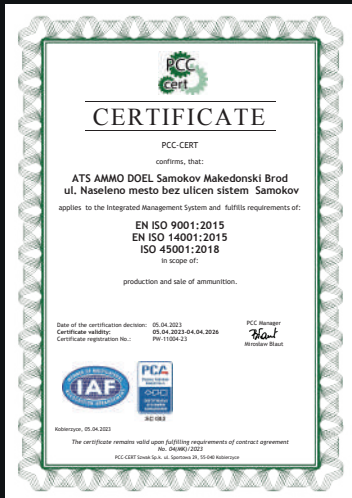 PCC
cert
CERTIFICATE
PCC-CERT
confirms, that:
ATS AMMO DOEL Samokov Makedonski Brod
ul. Naseleno mesto bez ulicen sistem Samokov
applies to the Integrated Management System and fulfills requirements of:
EN ISO 9001:2015
EN ISO 14001:2015
ISO 45001:2018
in scope of:
production and sale of ammunition.
Date of the certification decision: 05.04.2023
Certificate validity: 05.04.2023-04.04.2026
Certificate registration No.: PW-11004-23
PCC Manager
Mirosław Błaut
IAF
PCA
Kobierzyce, 05.04.2023
The certificate remains valid upon fulfilling requirements of contract agreement
No. 04(MK)/2023
PCC-CERT Szwak Sp.k. ul. Sportowa 29, 55-040 Kobierzyce